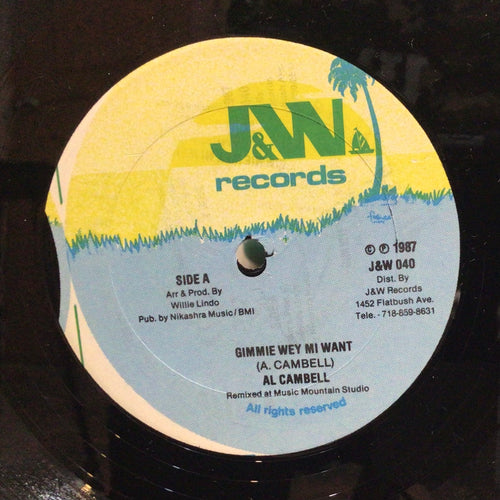 J&W
records
SIDE A
Arr & Prod. By
Willie Lindo
Pub. by Nikashra Music/BMI
© ℗ 1987
J&W 040
Dist. By
J&W Records
1452 Flatbush Ave.
Tele. - 718-859-8631
GIMMIE WEY MI WANT
(A. CAMBELL)
AL CAMBELL
Remixed at Music Mountain Studio
All rights reserved